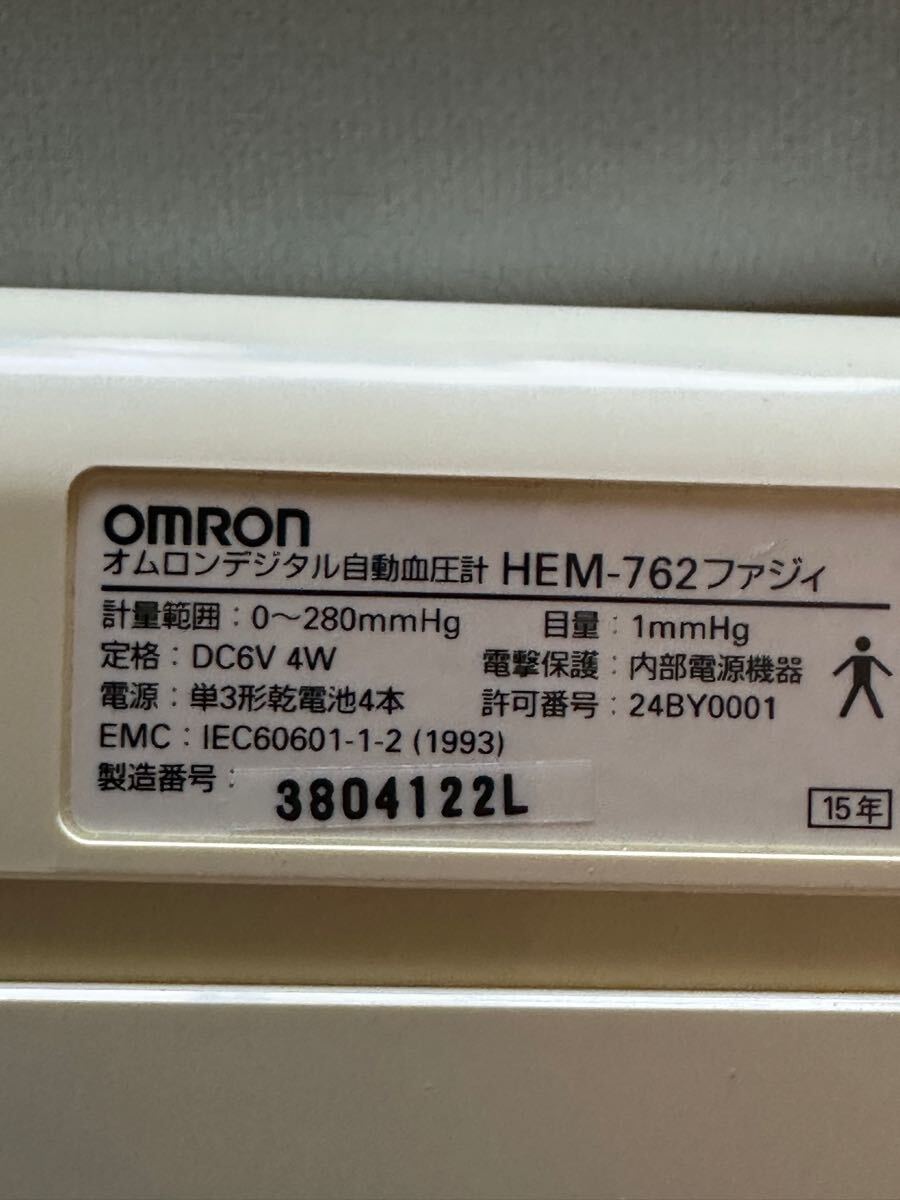 OMRON
オムロンデジタル自動血圧計 HEM-762ファジィ
計量範囲：0～280mmHg 目量：1mmHg
定格：DC6V 4W 電撃保護：内部電源機器
電源：単3形乾電池4本 許可番号：24BY0001
EMC：IEC60601-1-2 (1993)
製造番号：3804122L
15年